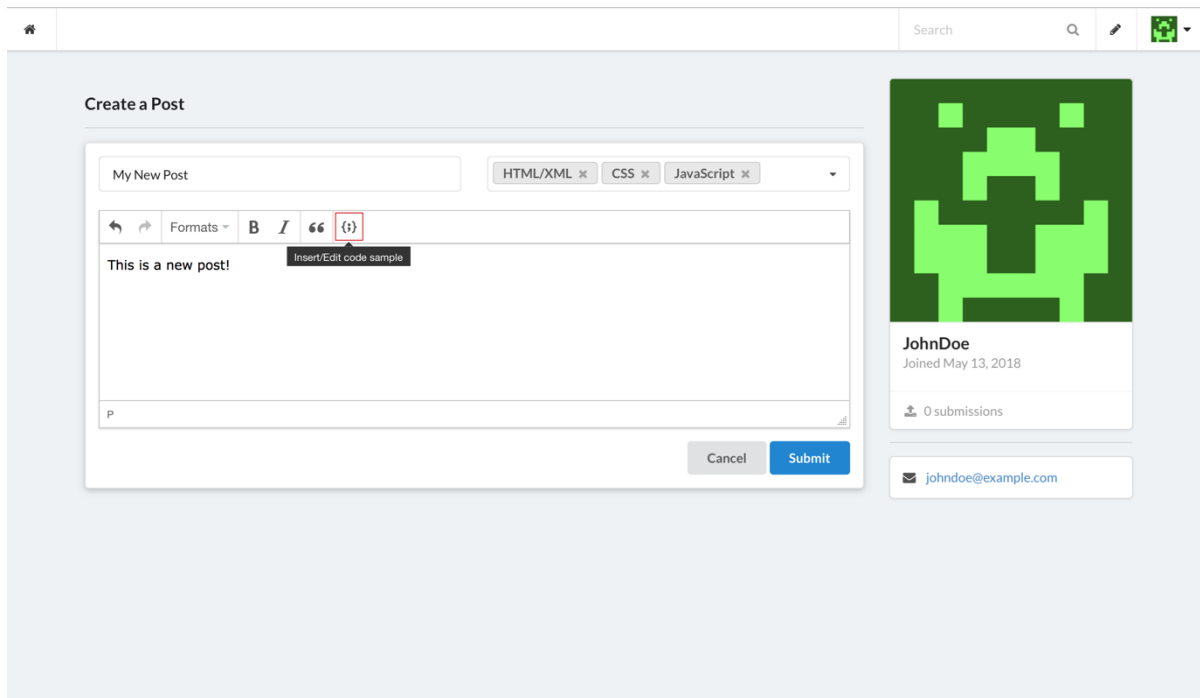 Search
Create a Post
My New Post
HTML/XML CSS JavaScript
Formats B I
Insert/Edit code sample
This is a new post!
P
Cancel Submit
JohnDoe
Joined May 13, 2018
0 submissions
johndoe@example.com